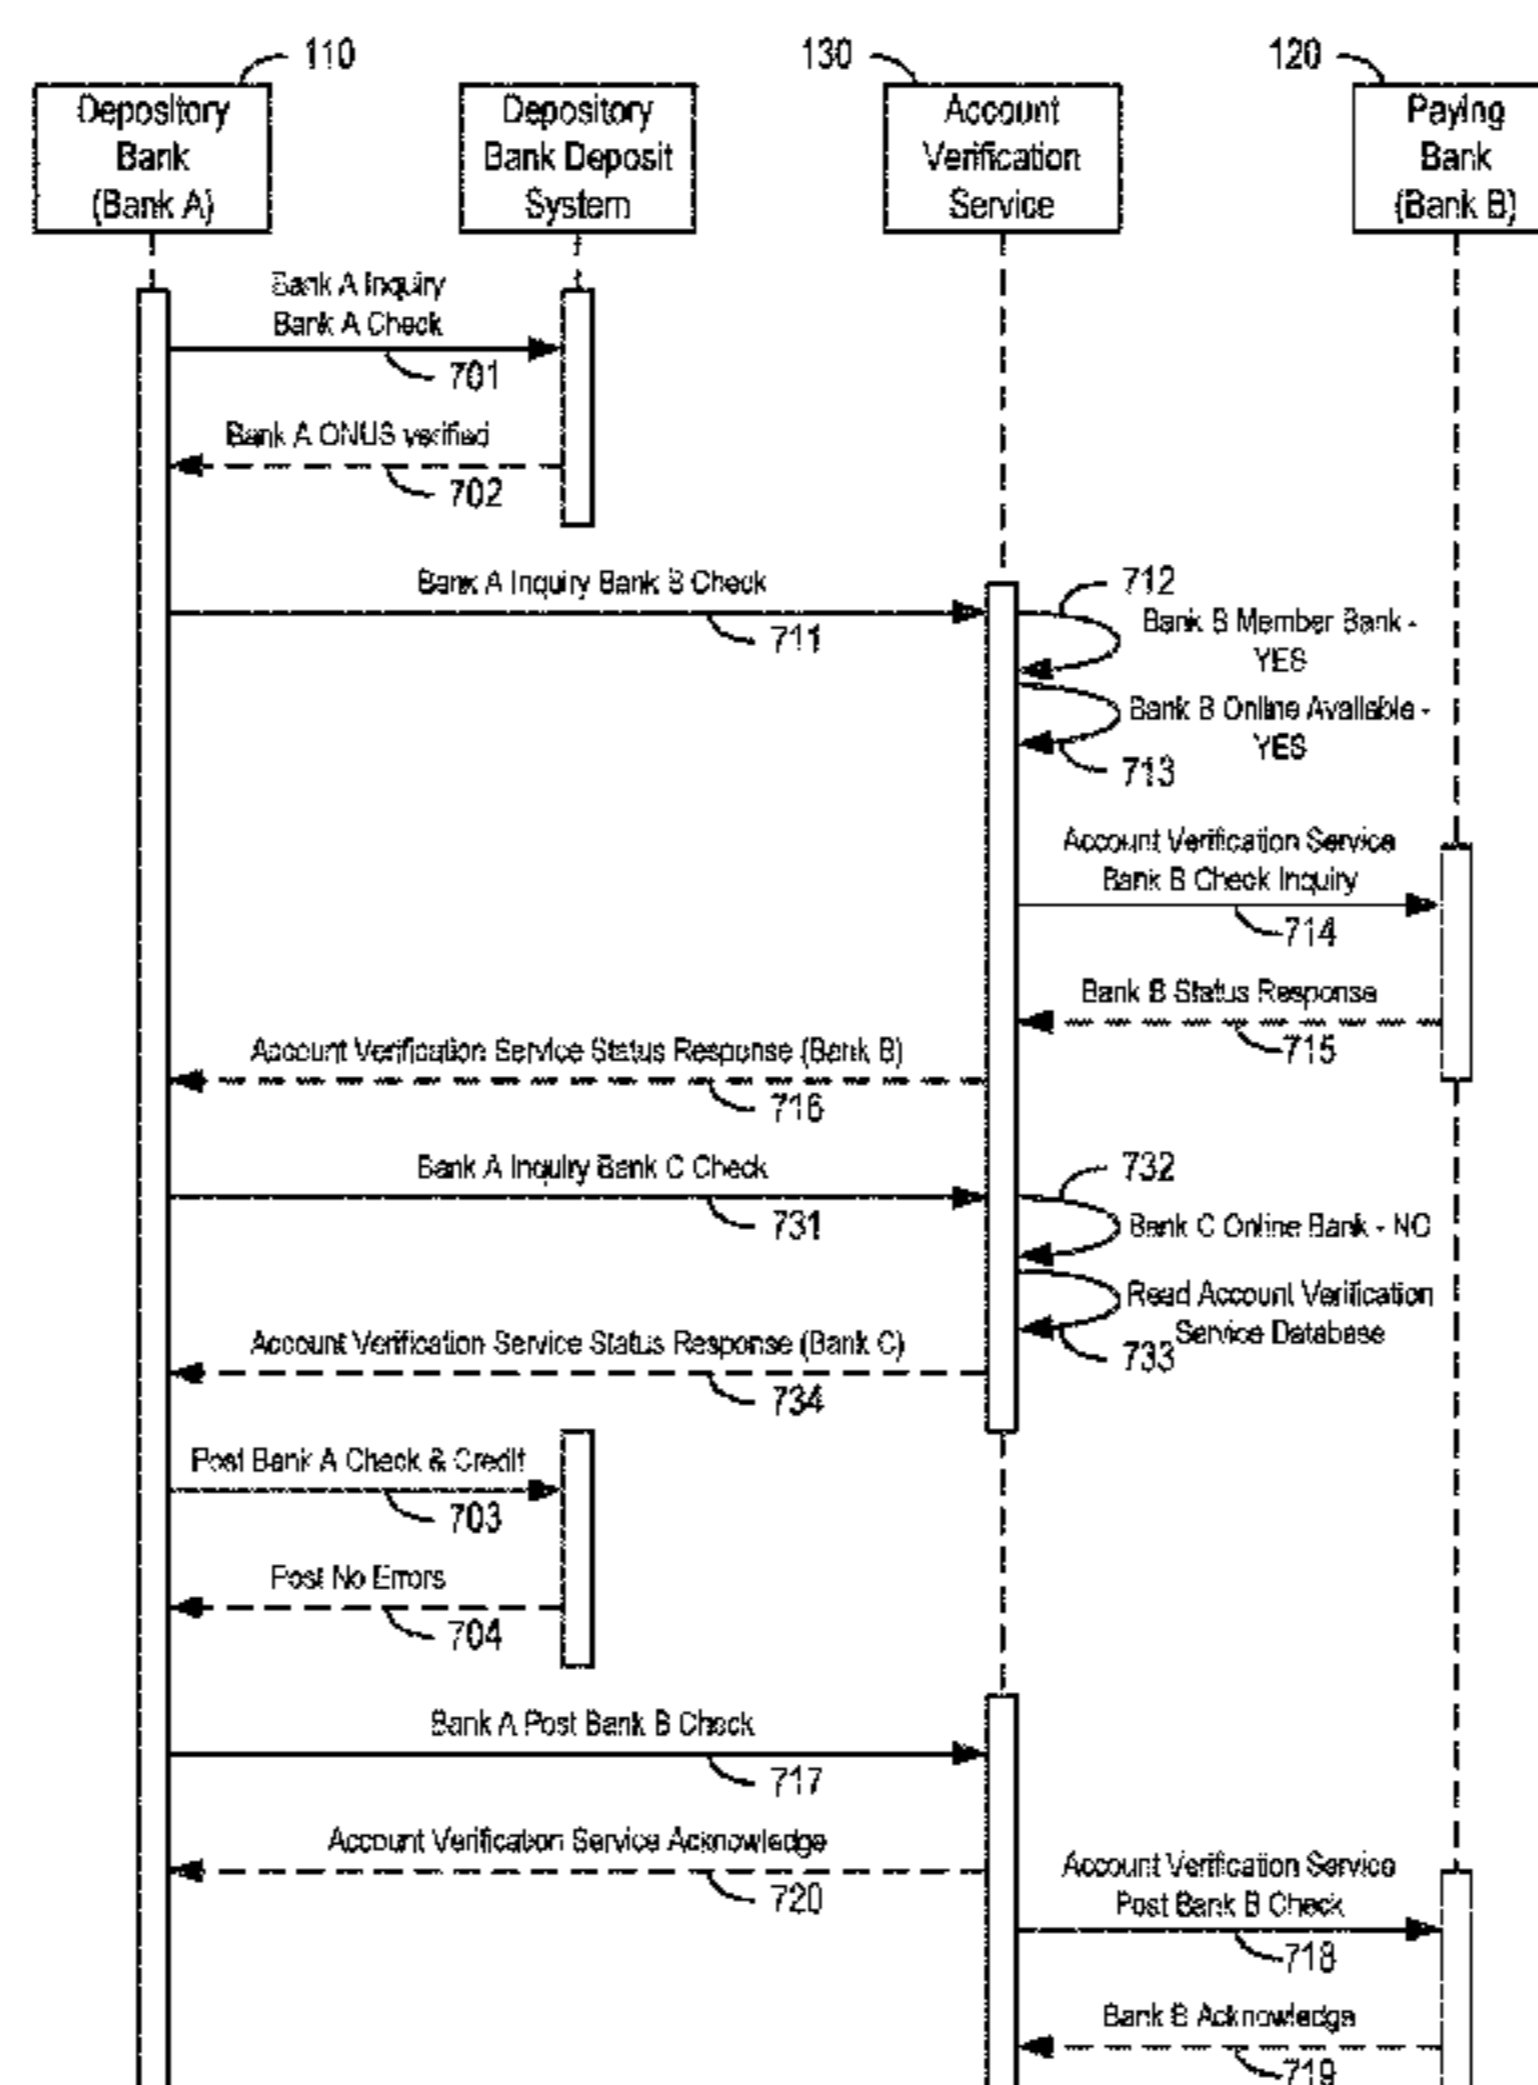 110
130
120
Depository
Bank
(Bank A)
Depository
Bank Deposit
System
Account
Verification
Service
Paying
Bank
(Bank B)
Bank A Inquiry
Bank A Check
701
Bank A ONUS verified
702
Bank A Inquiry Bank B Check
711
712
Bank B Member Bank -
YES
Bank B Online Available -
YES
713
Account Verification Service
Bank B Check Inquiry
714
Bank B Status Response
715
Account Verification Service Status Response (Bank B)
716
Bank A Inquiry Bank C Check
731
732
Bank C Online Bank - NO
Read Account Verification
Service Database
733
Account Verification Service Status Response (Bank C)
734
Post Bank A Check & Credit
703
Post No Errors
704
Bank A Post Bank B Check
717
Account Verification Service Acknowledge
720
Account Verification Service
Post Bank B Check
718
Bank B Acknowledge
719